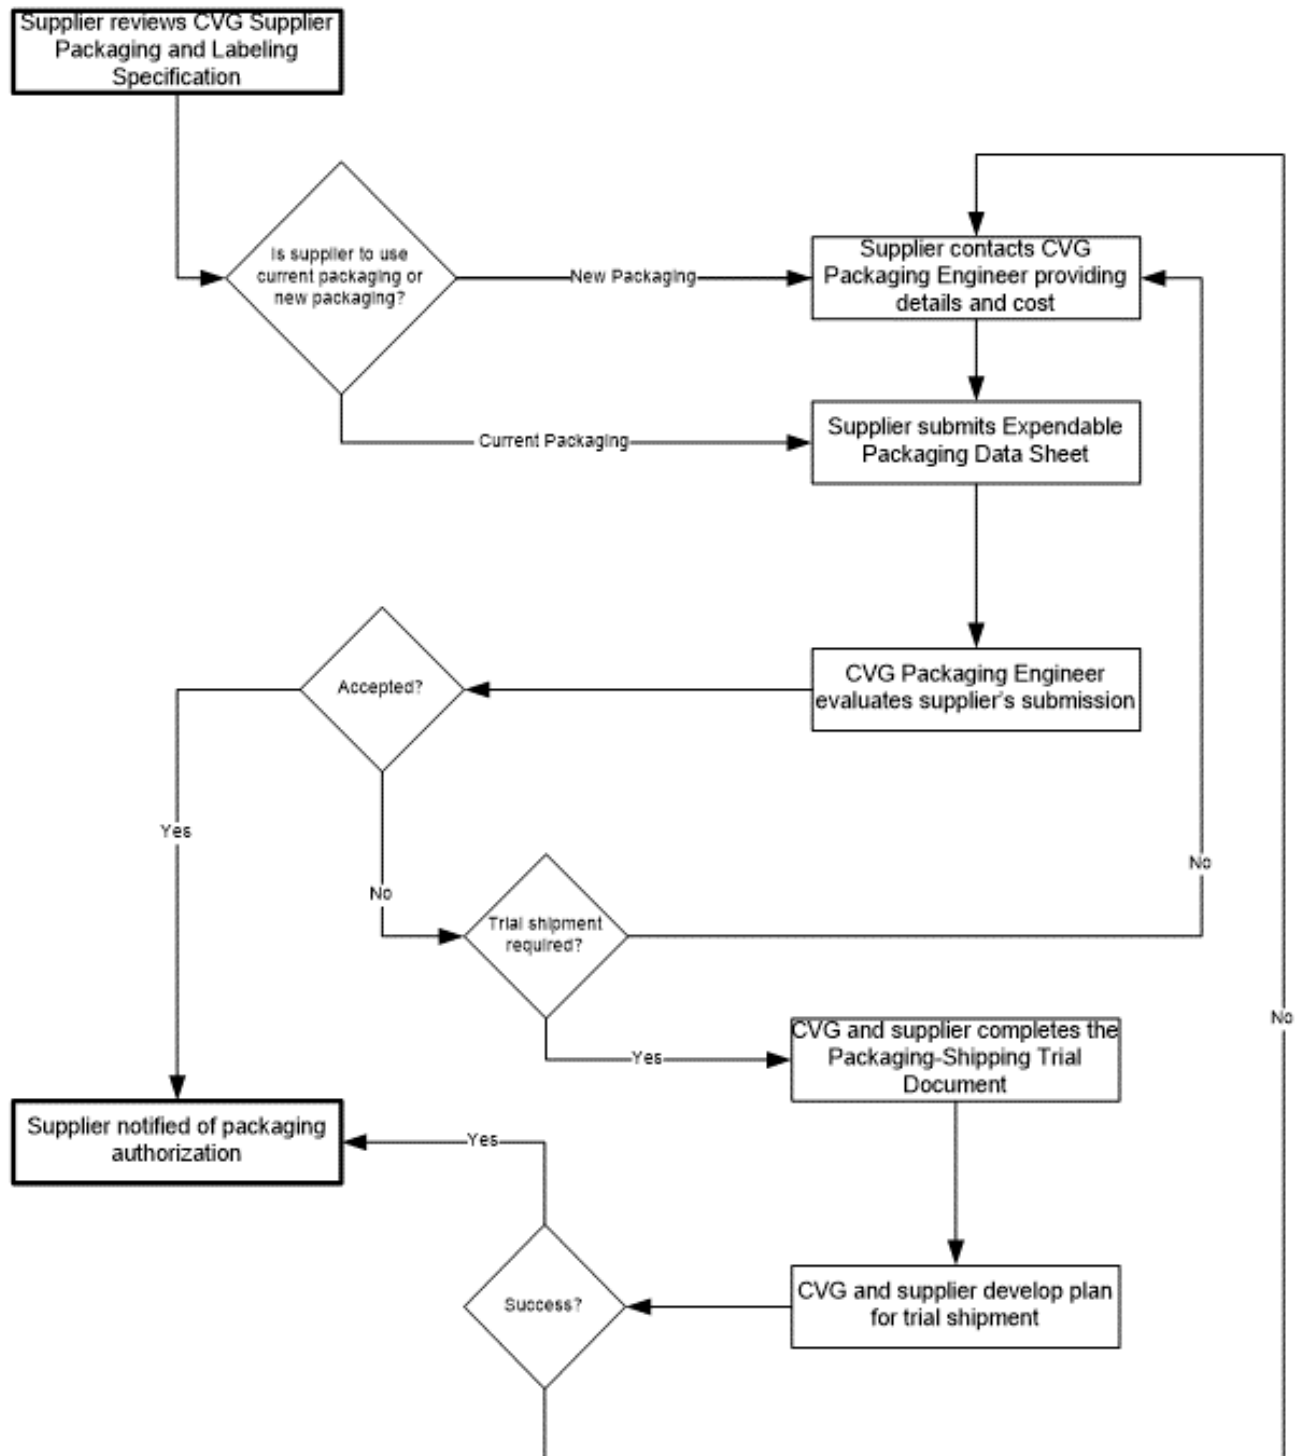 Supplier reviews CVG Supplier
Packaging and Labeling
Specification
Is supplier to use
current packaging or
new packaging?
New Packaging
Supplier contacts CVG
Packaging Engineer providing
details and cost
Current Packaging
Supplier submits Expendable
Packaging Data Sheet
Accepted?
CVG Packaging Engineer
evaluates supplier's submission
Yes
No
Trial shipment
required?
No
No
Yes
CVG and supplier completes the
Packaging-Shipping Trial
Document
Supplier notified of packaging
authorization
Yes
Success?
CVG and supplier develop plan
for trial shipment